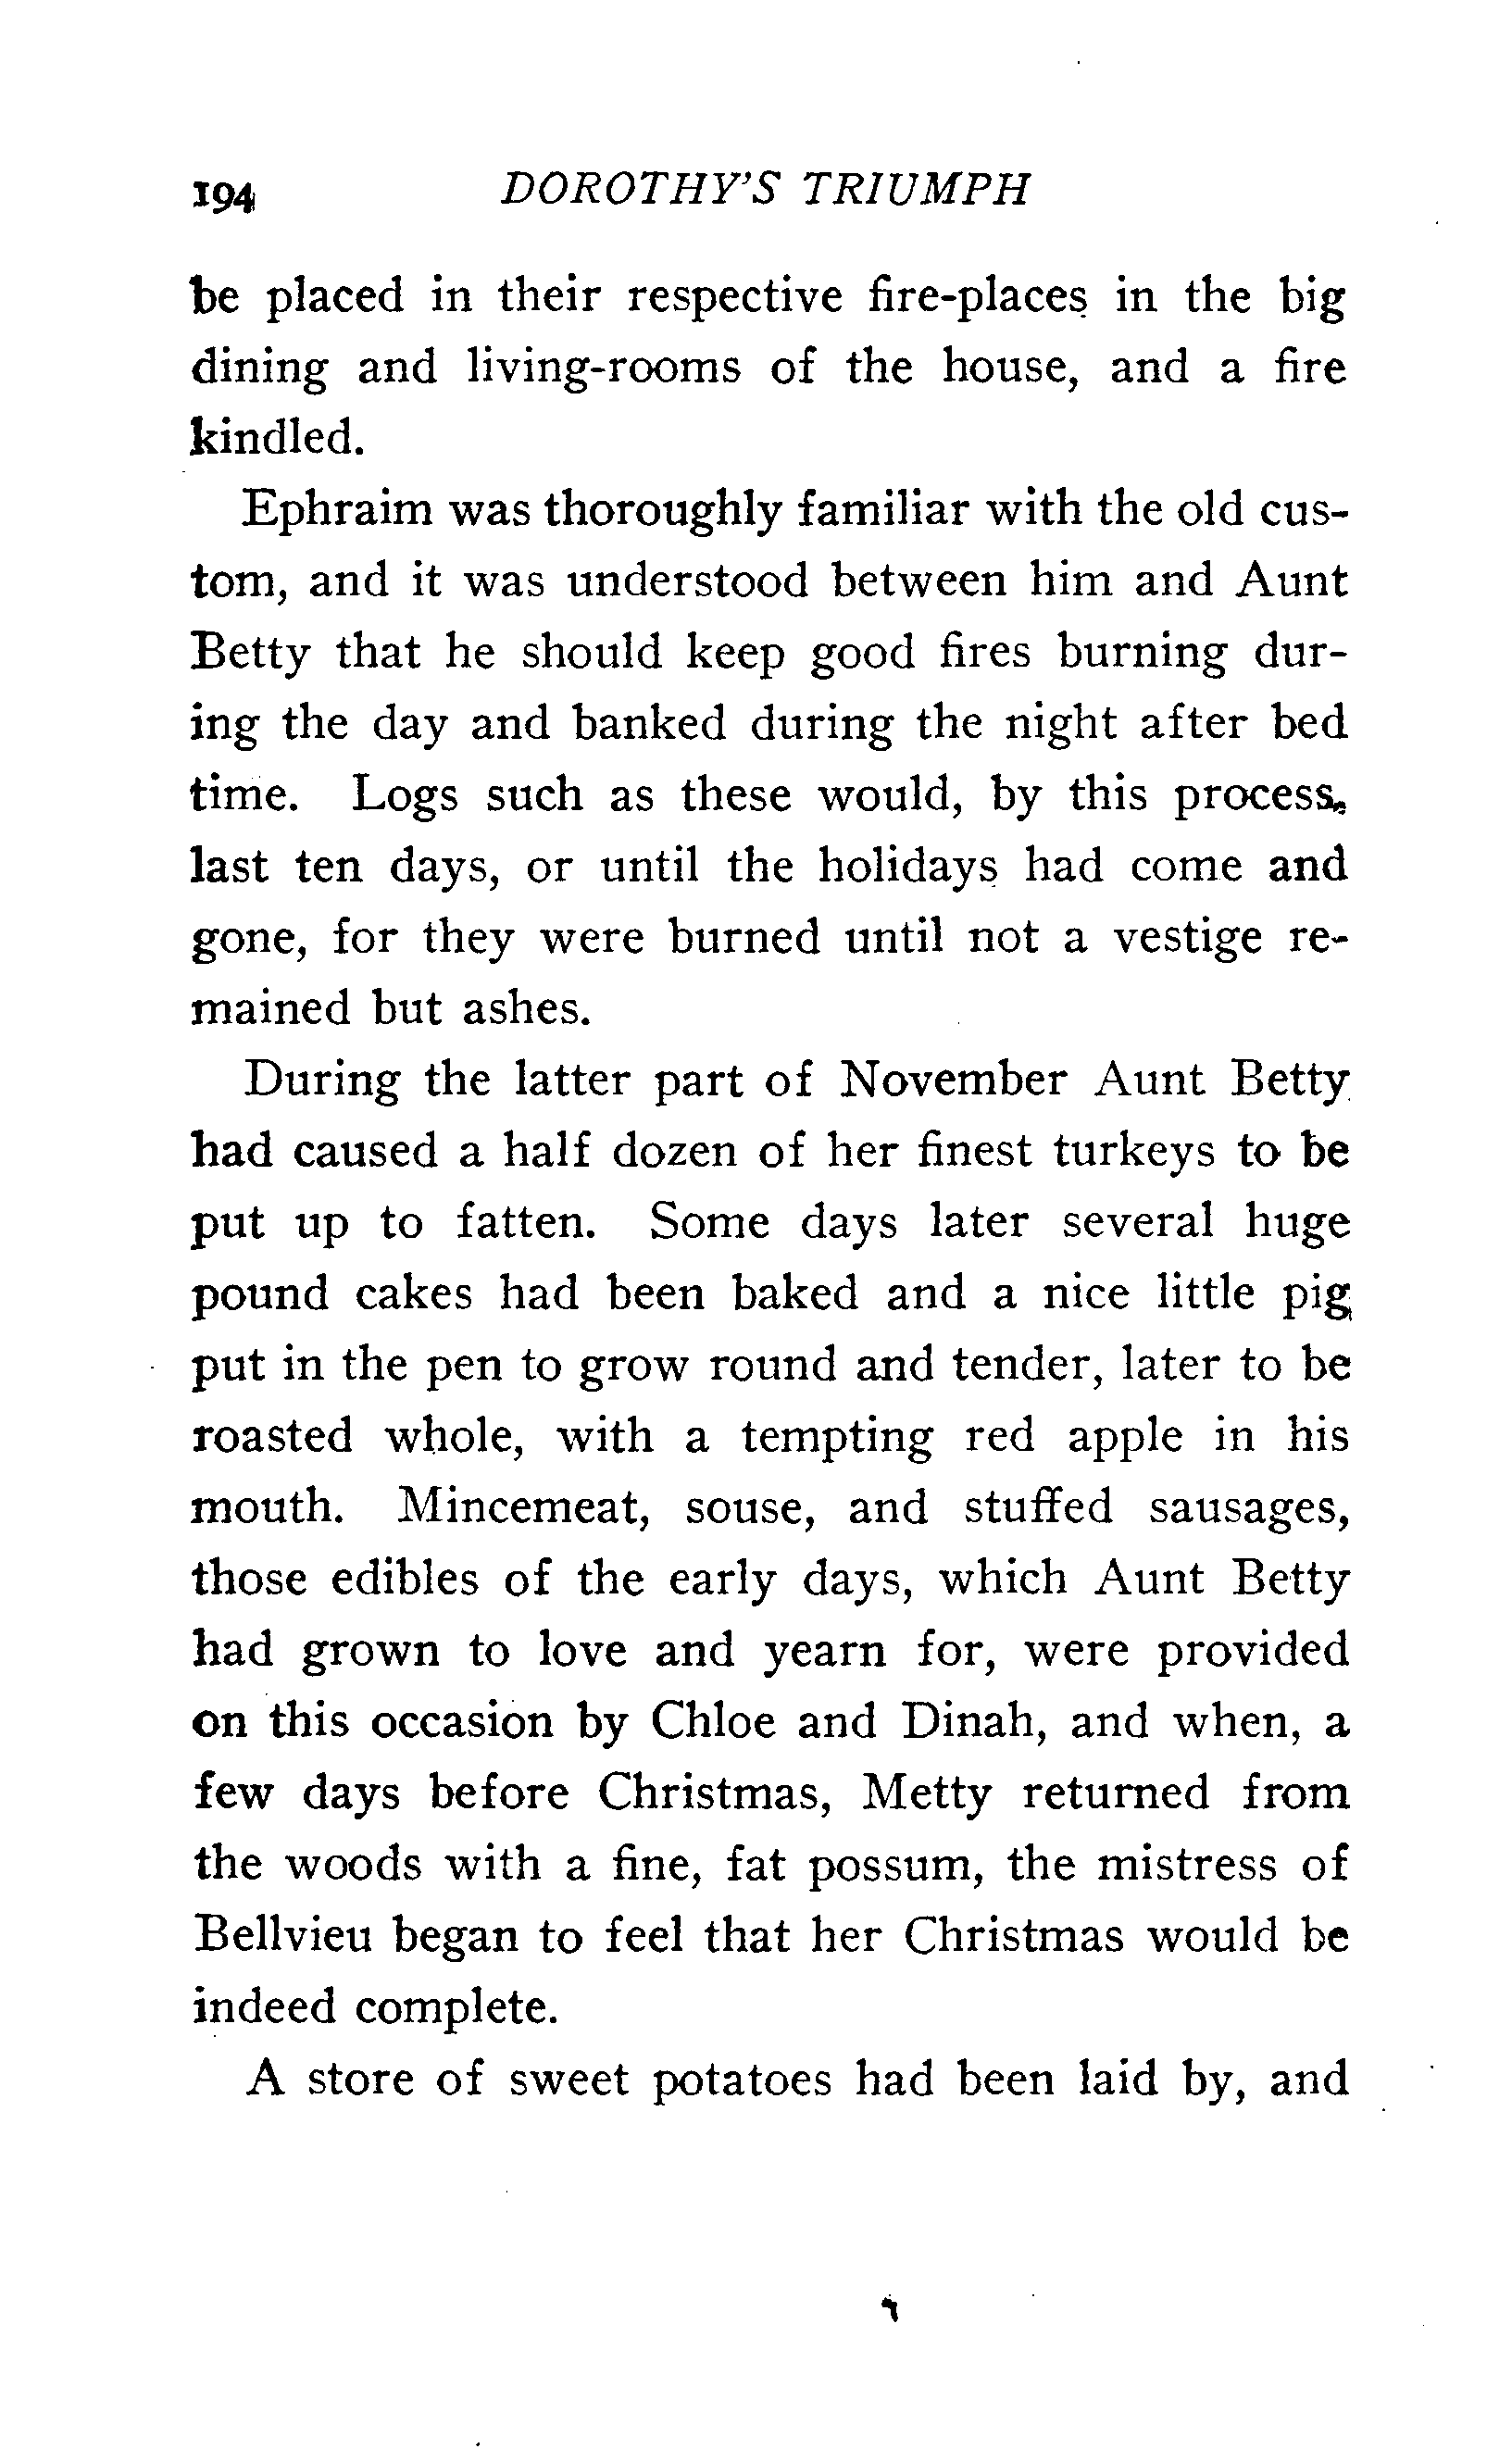 194 DOROTHY'S TRIUMPH
be placed in their respective fire-places in the big
dining and living-rooms of the house, and a fire
kindled.
Ephraim was thoroughly familiar with the old cus-
tom, and it was understood between him and Aunt
Betty that he should keep good fires burning dur-
ing the day and banked during the night after bed
time. Logs such as these would, by this process,
last ten days, or until the holidays had come and
gone, for they were burned until not a vestige re-
mained but ashes.
During the latter part of November Aunt Betty
had caused a half dozen of her finest turkeys to be
put up to fatten. Some days later several huge
pound cakes had been baked and a nice little pig
put in the pen to grow round and tender, later to be
roasted whole, with a tempting red apple in his
mouth. Mincemeat, souse, and stuffed sausages,
those edibles of the early days, which Aunt Betty
had grown to love and yearn for, were provided
on this occasion by Chloe and Dinah, and when, a
few days before Christmas, Metty returned from
the woods with a fine, fat possum, the mistress of
Bellvieu began to feel that her Christmas would be
indeed complete.
A store of sweet potatoes had been laid by, and